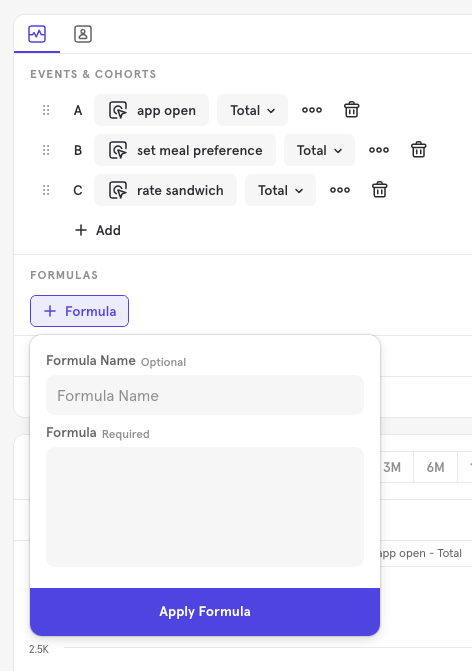 EVENTS & COHORTS
A app open Total
B set meal preference Total
C rate sandwich Total
+ Add
FORMULAS
+ Formula
Formula Name Optional
Formula Name
Formula Required
3M 6M
app open - Total
Apply Formula
2.5K